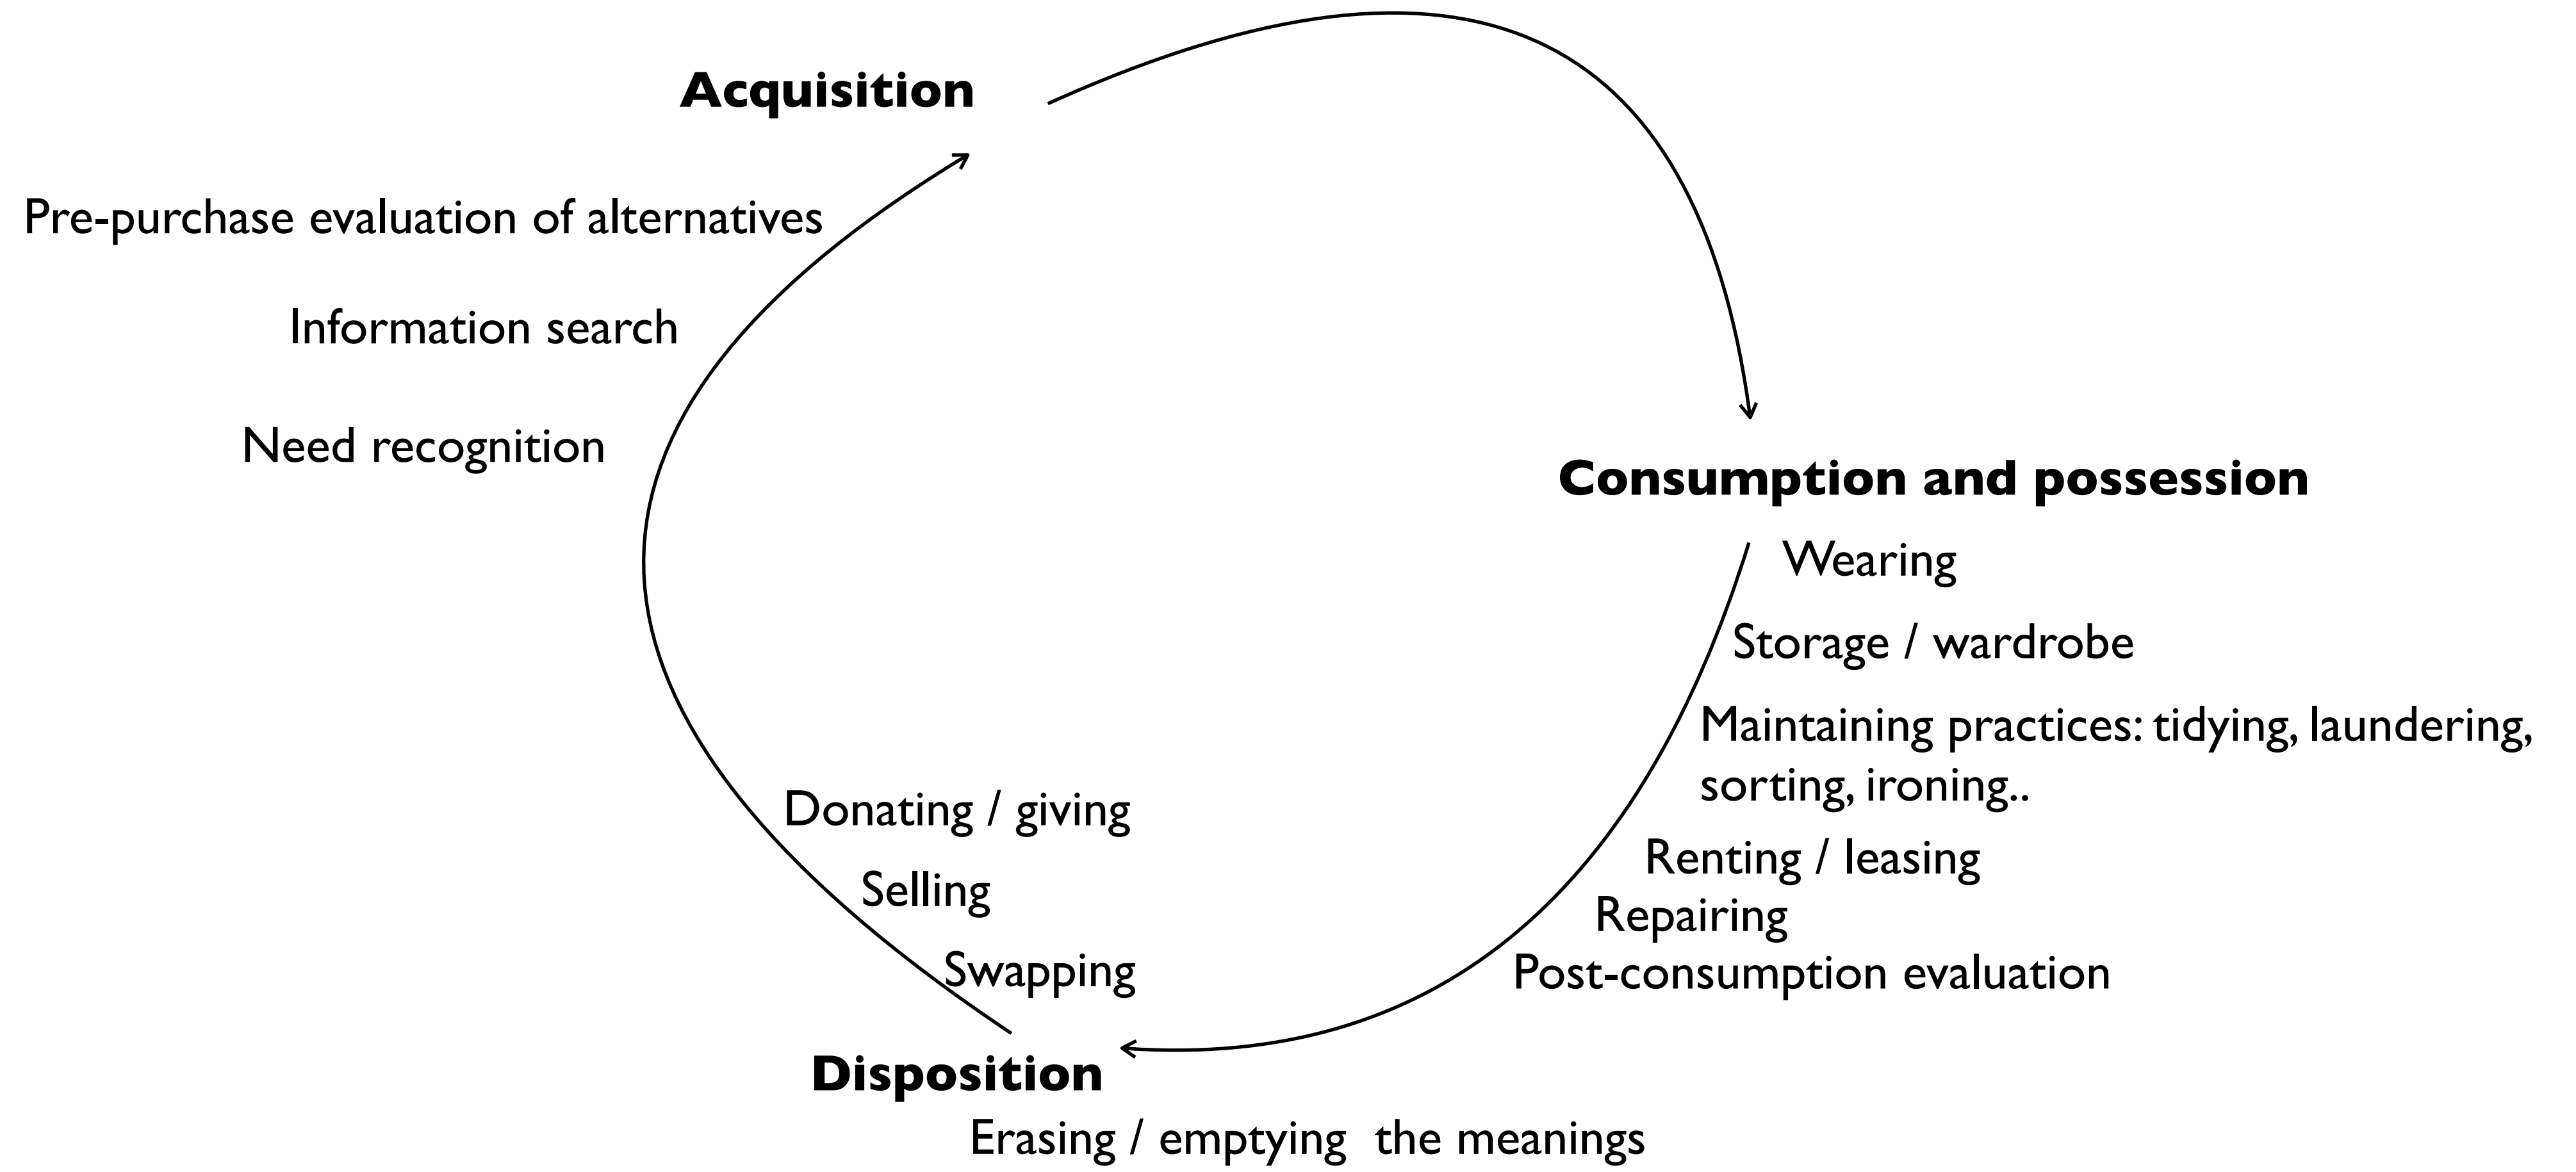 Acquisition
Pre-purchase evaluation of alternatives
Information search
Need recognition
Consumption and possession
Wearing
Storage / wardrobe
Maintaining practices: tidying, laundering,
sorting, ironing..
Renting / leasing
Repairing
Post-consumption evaluation
Donating / giving
Selling
Swapping
Disposition
Erasing / emptying  the meanings